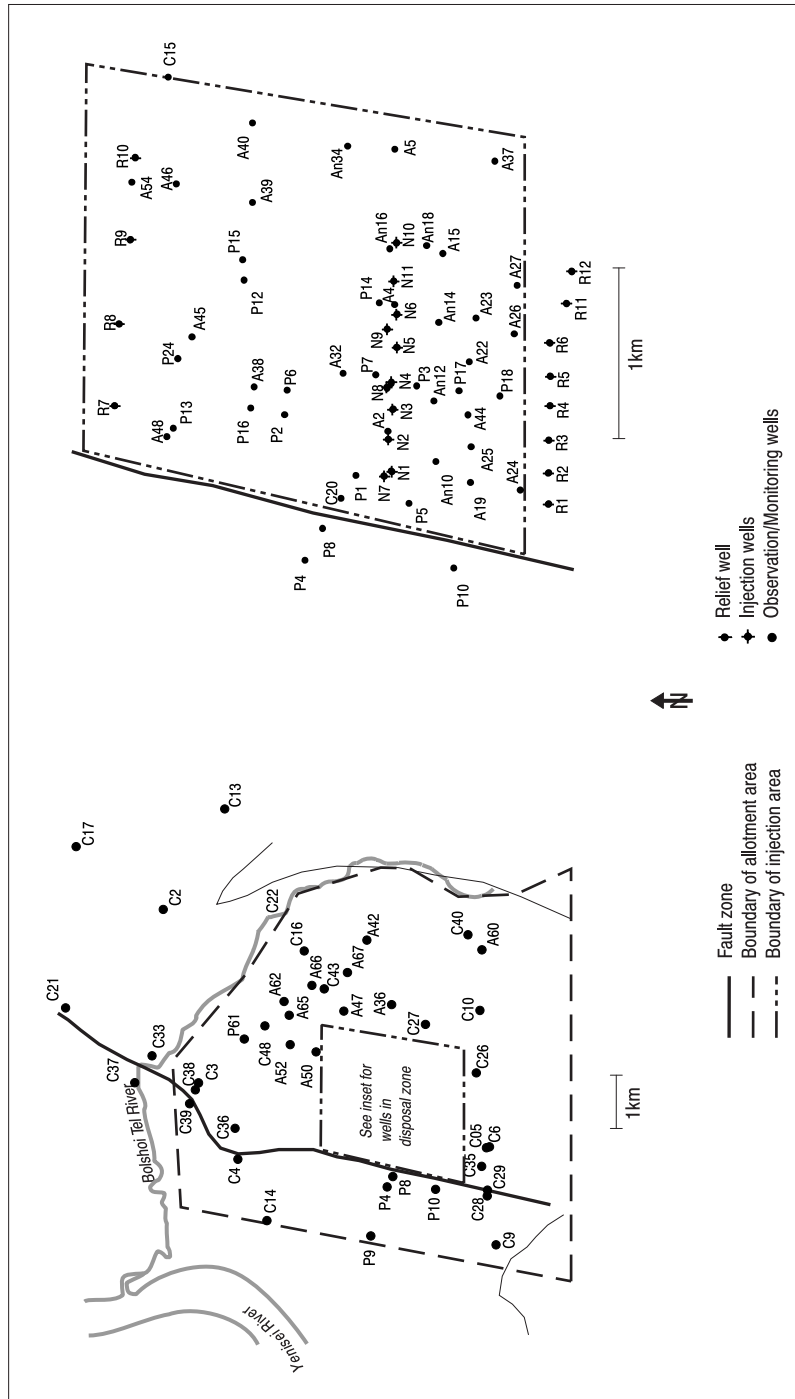 C21
C17
C2
C13
C37
C33
Bolshoi Tel River
C38
C3
C39
C36
C4
C14
C22
C16
A66
C43
A67
A42
A62
A65
P61
C48
A52
A50
A47
A36
C27
C40
A60
C10
C26
See inset for
wells in
disposal zone
C05
C6
C35
C29
C28
P4
P8
P10
P9
C9
Yenisei River
1km
C15
R10
A54
A46
A40
A39
R9
P15
P12
R8
A45
P24
R7
P13
A48
A38
P16
P6
P2
An34
A5
A37
An16
N10
An18
A15
P14
A4
N11
N6
N9
N5
An14
A23
A27
A26
A32
P7
N8
N4
P3
An12
P17
A22
P18
N3
A2
N2
A44
A25
N1
N7
P1
C20
An10
A19
A24
P5
P8
P4
P10
R12
R11
R6
R5
R4
R3
R2
R1
1km
N
Fault zone
Boundary of allotment area
Boundary of injection area
Relief well
Injection wells
Observation/Monitoring wells